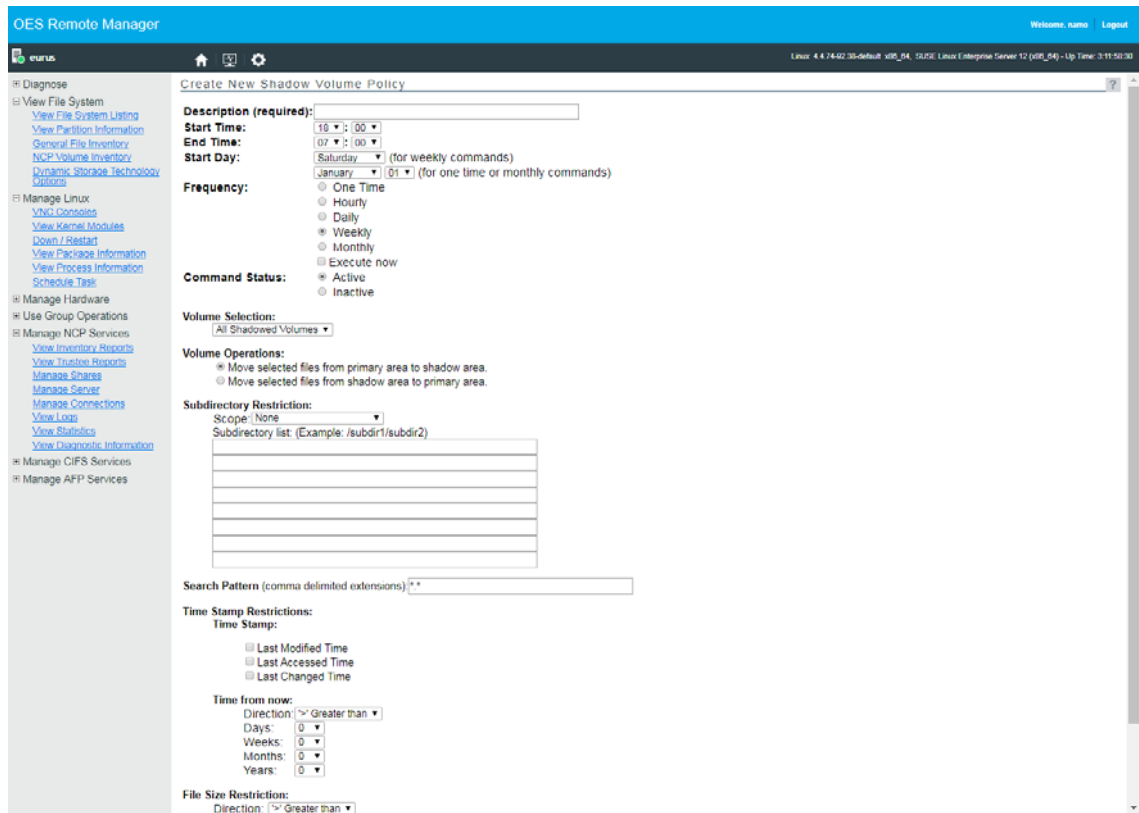 OES Remote Manager
Welcome, namo Logout
eurus
Linux 4.4.74-92.38-default x86_64, SUSE Linux Enterprise Server 12 (x86_64) - Up Time: 3:11:50:30
Diagnose
View File System
View File System Listing
View Partition Information
General File Inventory
NCP Volume Inventory
Dynamic Storage Technology
Options
Manage Linux
VNC Consoles
View Kernel Modules
Down / Restart
View Package Information
View Process Information
Schedule Task
Manage Hardware
Use Group Operations
Manage NCP Services
View Inventory Reports
View Trustee Reports
Manage Shares
Manage Server
Manage Connections
View Logs
View Statistics
View Diagnostic Information
Manage CIFS Services
Manage AFP Services
Create New Shadow Volume Policy
?
Description (required):
Start Time: 18 : 00
End Time: 07 : 00
Start Day: Saturday (for weekly commands)
January 01 (for one time or monthly commands)
Frequency: One Time
Hourly
Daily
Weekly
Monthly
Execute now
Command Status: Active
Inactive
Volume Selection:
All Shadowed Volumes
Volume Operations:
Move selected files from primary area to shadow area.
Move selected files from shadow area to primary area.
Subdirectory Restriction:
Scope: None
Subdirectory list: (Example: /subdir1/subdir2)
Search Pattern (comma delimited extensions): *.*
Time Stamp Restrictions:
Time Stamp:
Last Modified Time
Last Accessed Time
Last Changed Time
Time from now:
Direction: '>' Greater than
Days: 0
Weeks: 0
Months: 0
Years: 0
File Size Restriction:
Direction: '>' Greater than